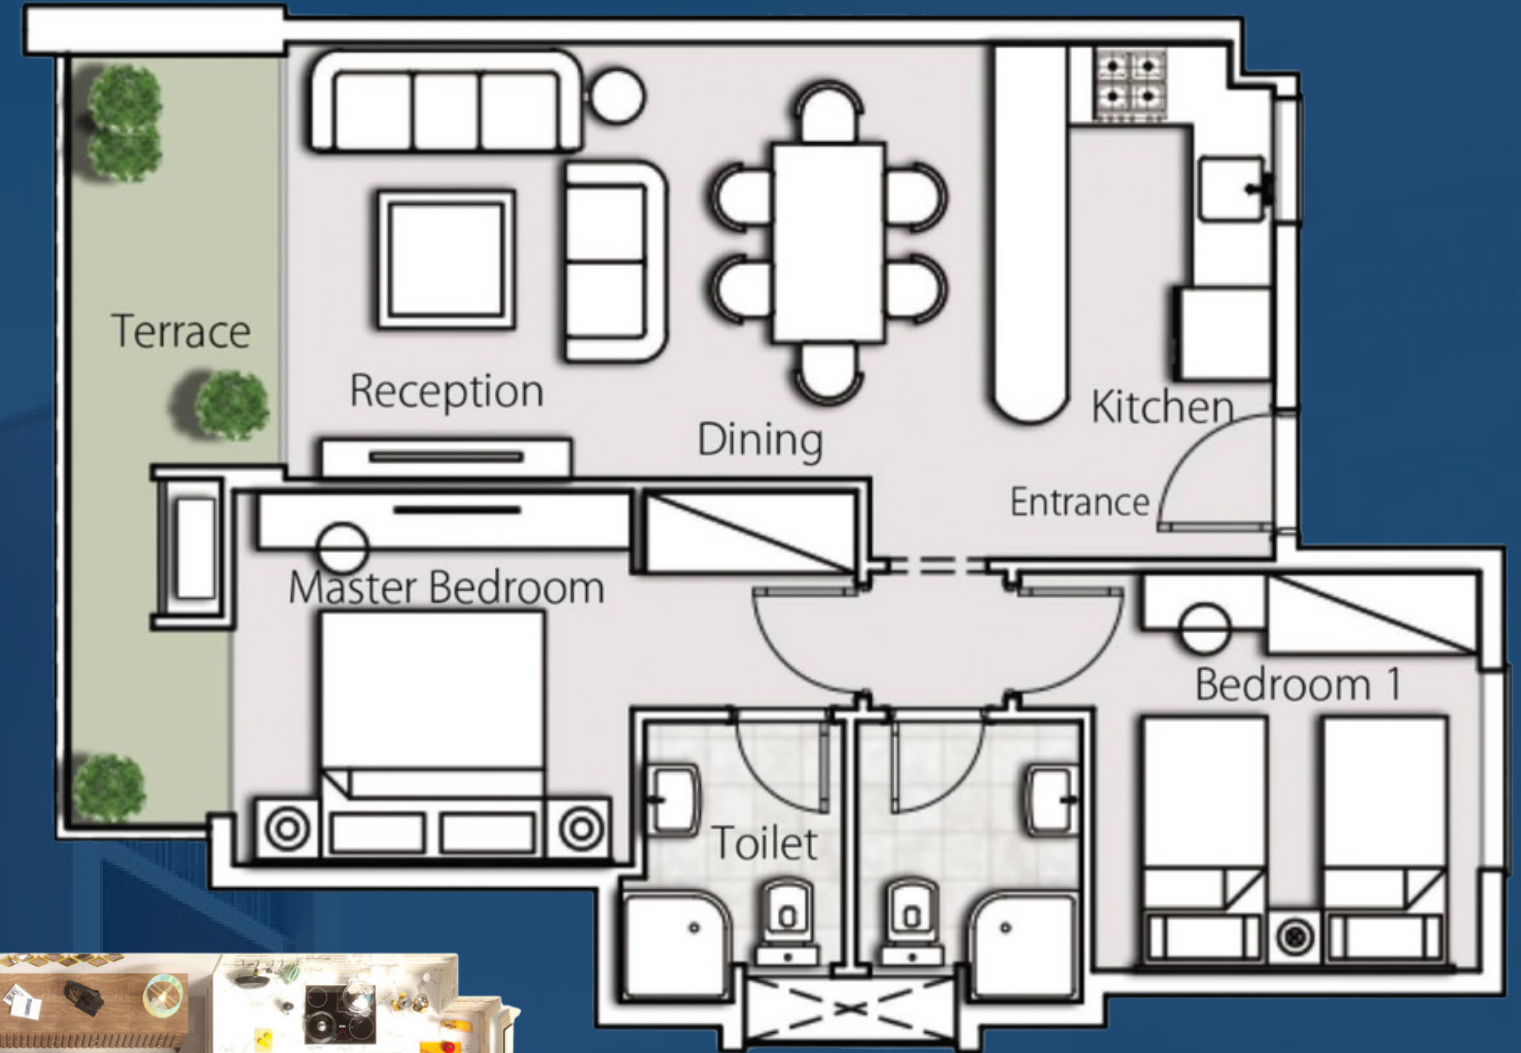 Terrace
Reception
Dining
Kitchen
Entrance
Master Bedroom
Bedroom 1
Toilet